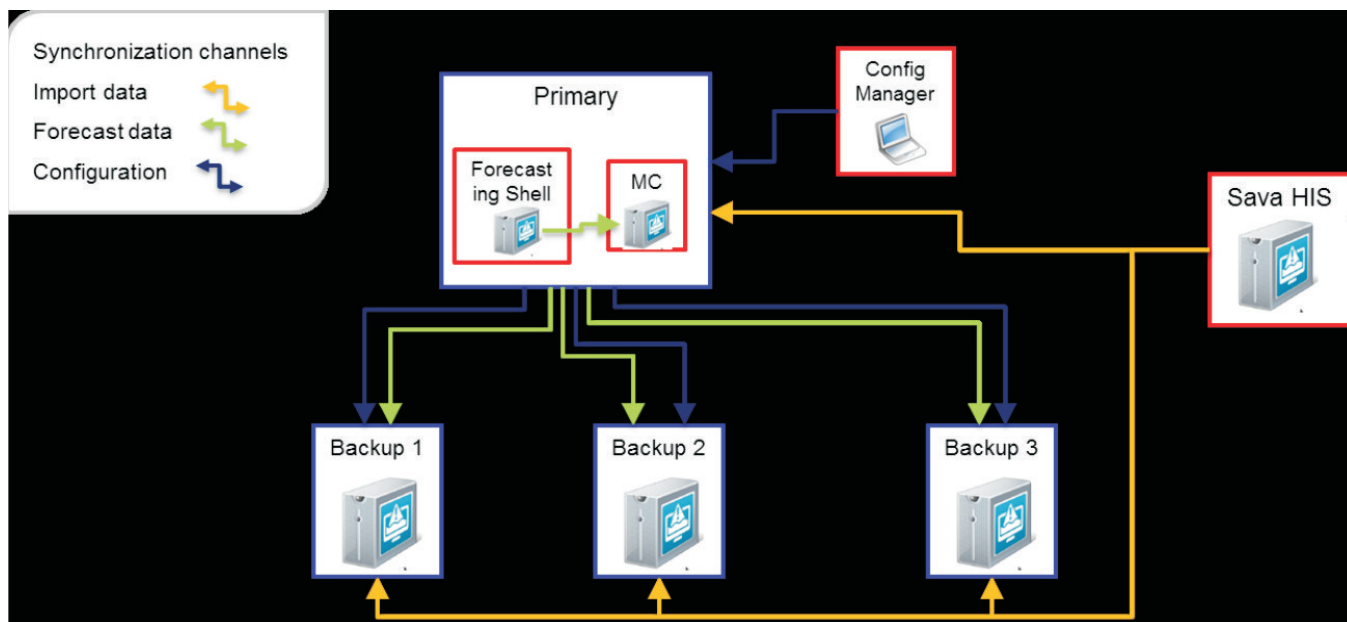 Synchronization channels
Import data
Forecast data
Configuration
Primary
Forecast
ing Shell
MC
Config
Manager
Sava HIS
Backup 1
Backup 2
Backup 3